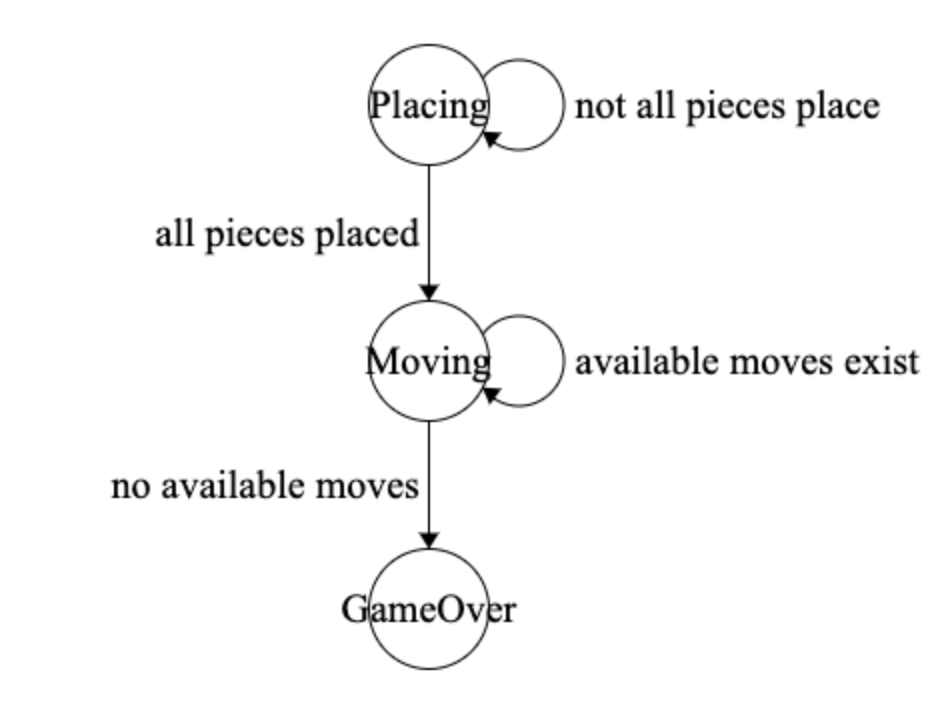 Placing
not all pieces place
all pieces placed
Moving
available moves exist
no available moves
GameOver